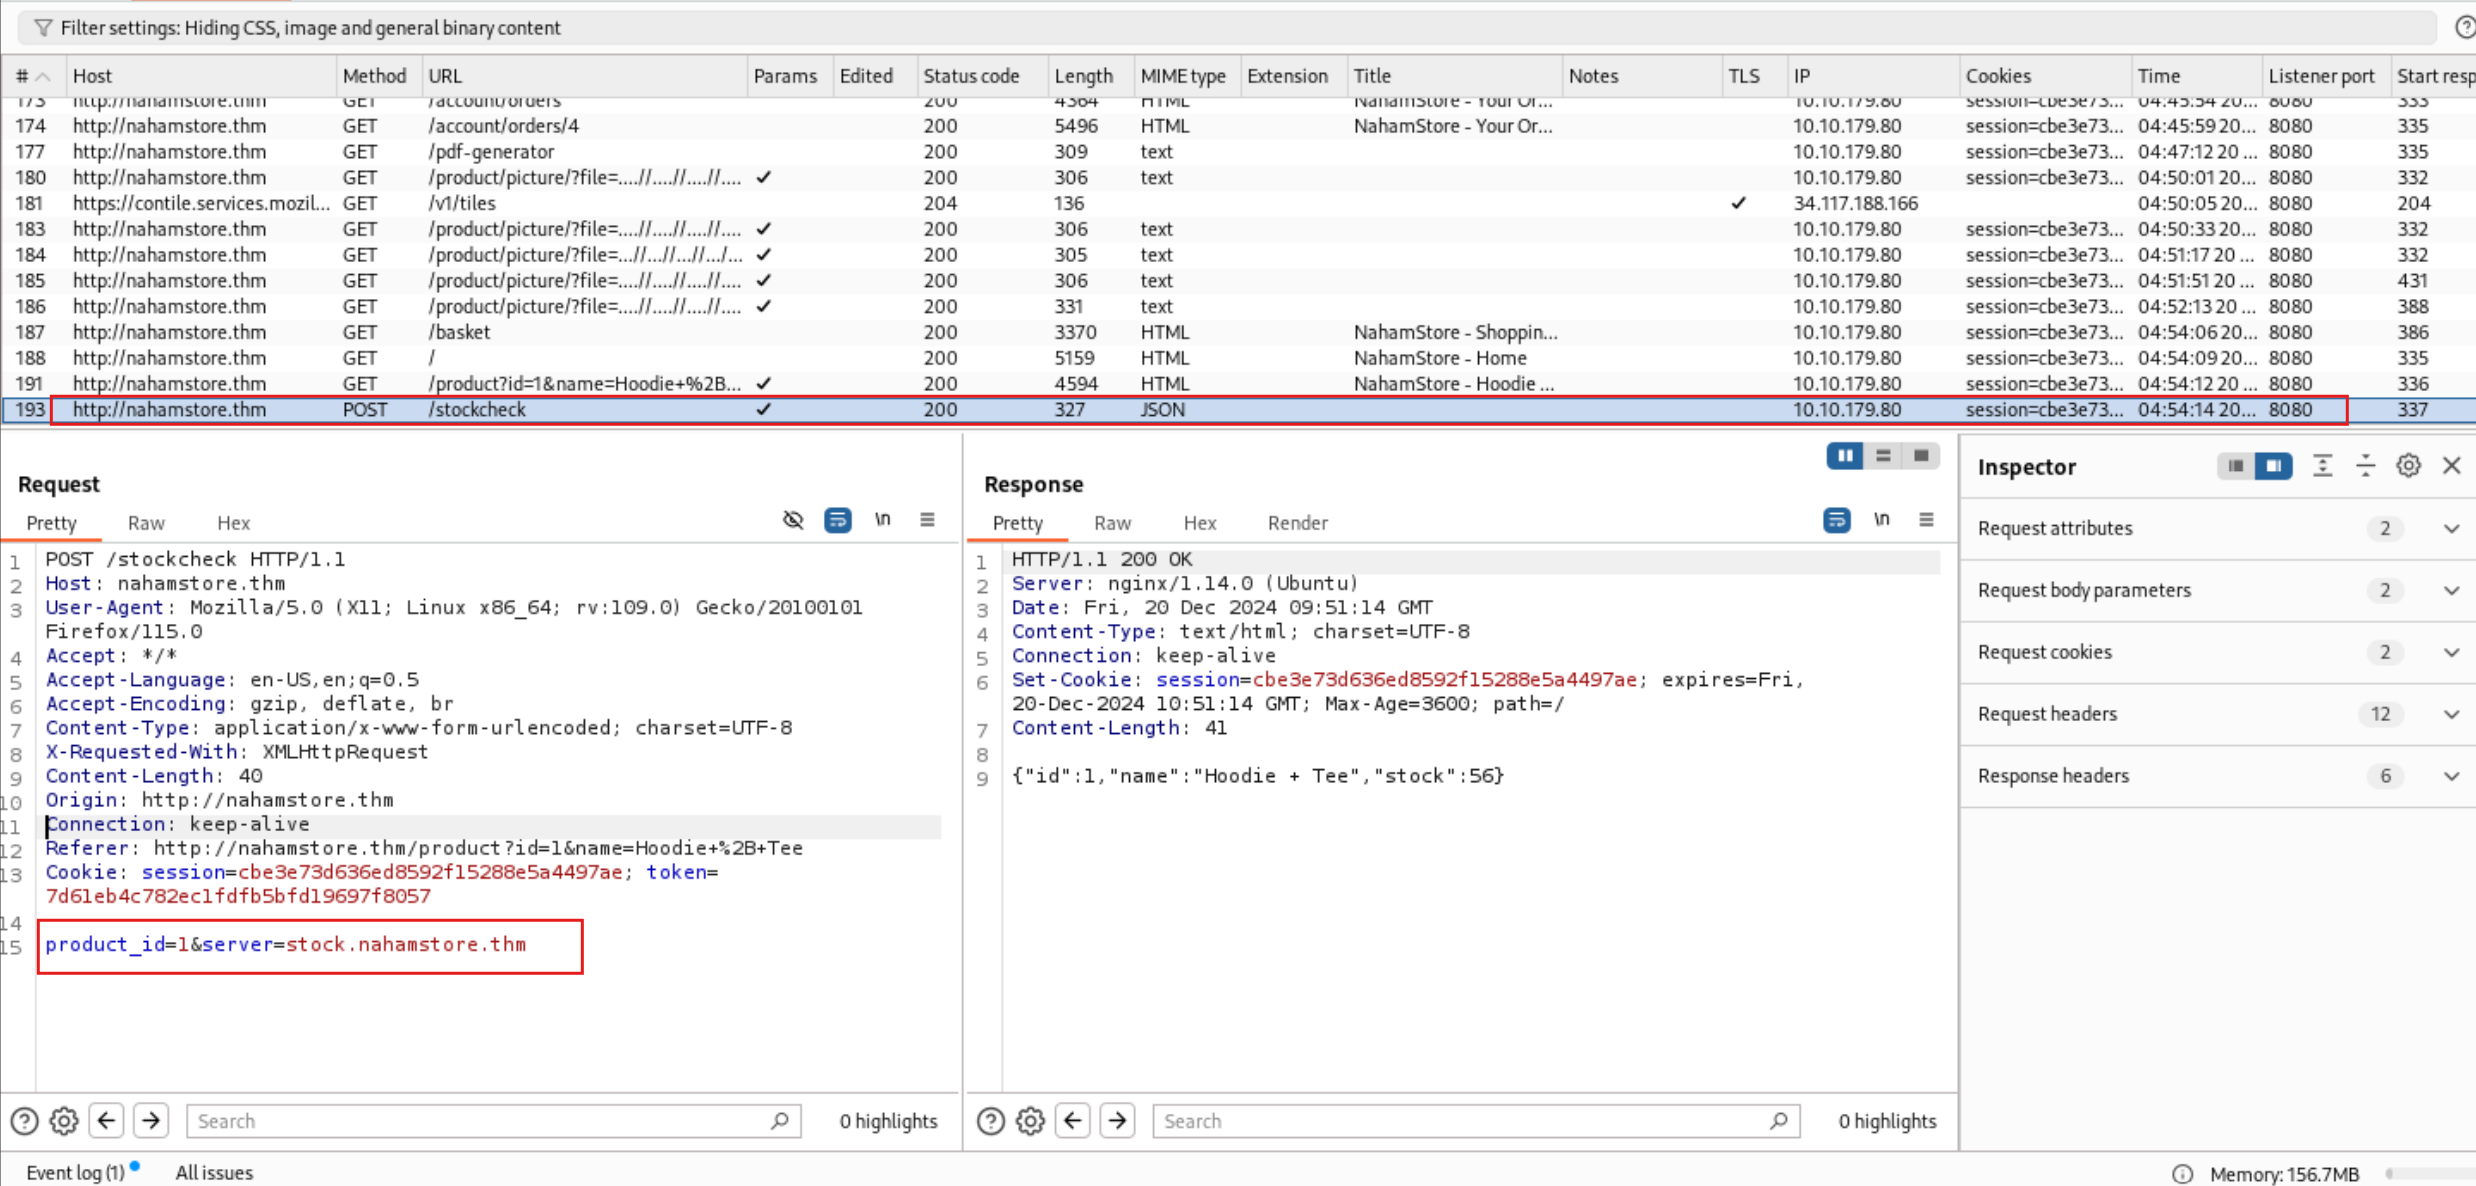 Filter settings: Hiding CSS, image and general binary content
# Host Method URL Params Edited Status code Length MIME type Extension Title Notes TLS IP Cookies Time Listener port Start resp
173 http://nahamstore.thm GET /account/orders 200 4364 HTML NahamStore - Your Or... 10.10.179.80 session=cbe3e73... 04:45:54 20... 8080 333
174 http://nahamstore.thm GET /account/orders/4 200 5496 HTML NahamStore - Your Or... 10.10.179.80 session=cbe3e73... 04:45:59 20... 8080 335
177 http://nahamstore.thm GET /pdf-generator 200 309 text 10.10.179.80 session=cbe3e73... 04:47:12 20 ... 8080 335
180 http://nahamstore.thm GET /product/picture/?file=....//....//....//.... ✓ 200 306 text 10.10.179.80 session=cbe3e73... 04:50:01 20... 8080 332
181 https://contile.services.mozil... GET /v1/tiles 204 136 ✓ 34.117.188.166 04:50:05 20... 8080 204
183 http://nahamstore.thm GET /product/picture/?file=....//....//....//.... ✓ 200 306 text 10.10.179.80 session=cbe3e73... 04:50:33 20... 8080 332
184 http://nahamstore.thm GET /product/picture/?file=...//...//...//.../... ✓ 200 305 text 10.10.179.80 session=cbe3e73... 04:51:17 20 ... 8080 332
185 http://nahamstore.thm GET /product/picture/?file=....//....//....//.... ✓ 200 306 text 10.10.179.80 session=cbe3e73... 04:51:51 20 ... 8080 431
186 http://nahamstore.thm GET /product/picture/?file=....//....//....//.... ✓ 200 331 text 10.10.179.80 session=cbe3e73... 04:52:13 20 ... 8080 388
187 http://nahamstore.thm GET /basket 200 3370 HTML NahamStore - Shoppin... 10.10.179.80 session=cbe3e73... 04:54:06 20... 8080 386
188 http://nahamstore.thm GET / 200 5159 HTML NahamStore - Home 10.10.179.80 session=cbe3e73... 04:54:09 20... 8080 335
191 http://nahamstore.thm GET /product?id=1&name=Hoodie+%2B... ✓ 200 4594 HTML NahamStore - Hoodie ... 10.10.179.80 session=cbe3e73... 04:54:12 20... 8080 336
193 http://nahamstore.thm POST /stockcheck ✓ 200 327 JSON 10.10.179.80 session=cbe3e73... 04:54:14 20... 8080 337
Request
Pretty Raw Hex
\n
1 POST /stockcheck HTTP/1.1
2 Host: nahamstore.thm
3 User-Agent: Mozilla/5.0 (X11; Linux x86_64; rv:109.0) Gecko/20100101
Firefox/115.0
4 Accept: */*
5 Accept-Language: en-US,en;q=0.5
6 Accept-Encoding: gzip, deflate, br
7 Content-Type: application/x-www-form-urlencoded; charset=UTF-8
8 X-Requested-With: XMLHttpRequest
9 Content-Length: 40
10 Origin: http://nahamstore.thm
11 Connection: keep-alive
12 Referer: http://nahamstore.thm/product?id=1&name=Hoodie+%2B+Tee
13 Cookie: session=cbe3e73d636ed8592f15288e5a4497ae; token=
7d61eb4c782ec1fdfb5bfd19697f8057
14
15 product_id=1&server=stock.nahamstore.thm
Search
0 highlights
Response
Pretty Raw Hex Render
\n
1 HTTP/1.1 200 OK
2 Server: nginx/1.14.0 (Ubuntu)
3 Date: Fri, 20 Dec 2024 09:51:14 GMT
4 Content-Type: text/html; charset=UTF-8
5 Connection: keep-alive
6 Set-Cookie: session=cbe3e73d636ed8592f15288e5a4497ae; expires=Fri,
20-Dec-2024 10:51:14 GMT; Max-Age=3600; path=/
7 Content-Length: 41
8
9 {"id":1,"name":"Hoodie + Tee","stock":56}
Search
0 highlights
Inspector
Request attributes 2
Request body parameters 2
Request cookies 2
Request headers 12
Response headers 6
Event log (1) All issues
Memory: 156.7MB